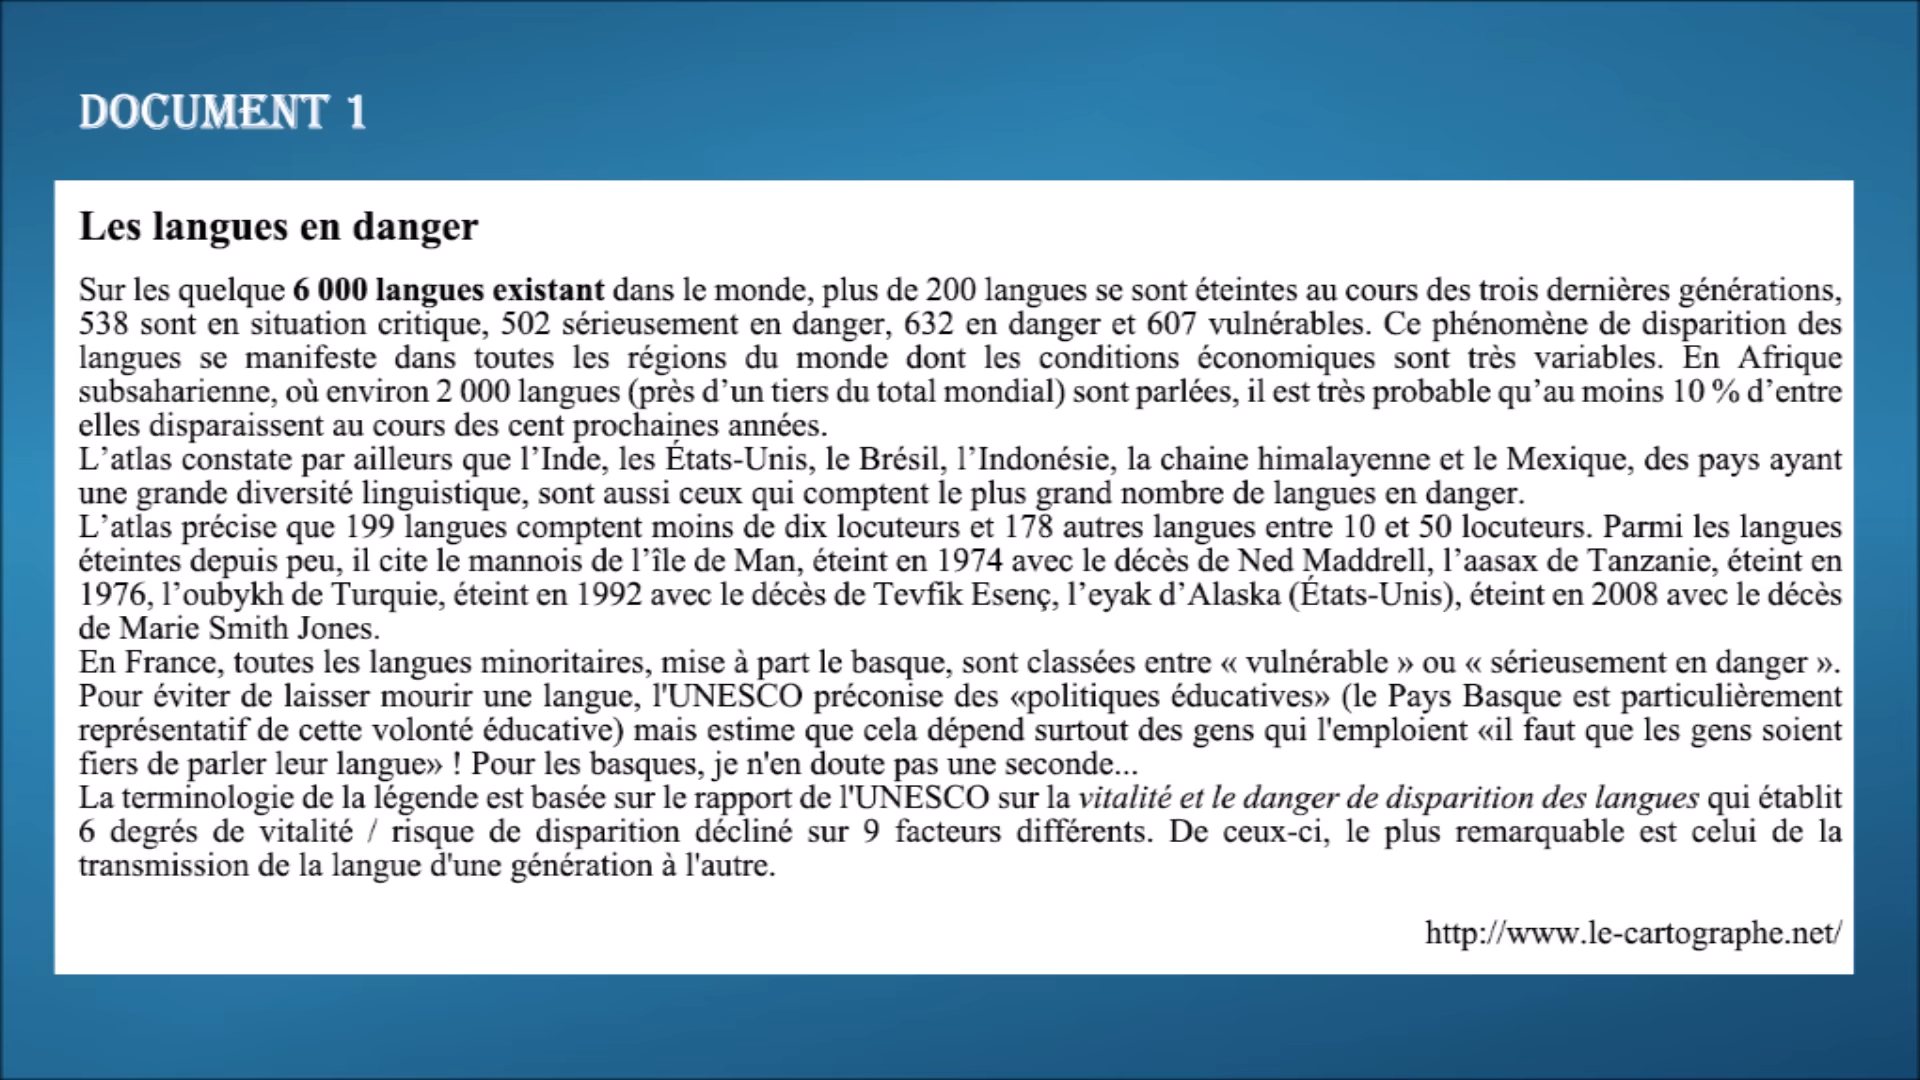 DOCUMENT 1
Les langues en danger
Sur les quelque 6 000 langues existant dans le monde, plus de 200 langues se sont éteintes au cours des trois dernières générations,
538 sont en situation critique, 502 sérieusement en danger, 632 en danger et 607 vulnérables. Ce phénomène de disparition des
langues se manifeste dans toutes les régions du monde dont les conditions économiques sont très variables. En Afrique
subsaharienne, où environ 2 000 langues (près d’un tiers du total mondial) sont parlées, il est très probable qu’au moins 10 % d’entre
elles disparaissent au cours des cent prochaines années.
L’atlas constate par ailleurs que l’Inde, les États-Unis, le Brésil, l’Indonésie, la chaine himalayenne et le Mexique, des pays ayant
une grande diversité linguistique, sont aussi ceux qui comptent le plus grand nombre de langues en danger.
L’atlas précise que 199 langues comptent moins de dix locuteurs et 178 autres langues entre 10 et 50 locuteurs. Parmi les langues
éteintes depuis peu, il cite le mannois de l’île de Man, éteint en 1974 avec le décès de Ned Maddrell, l’aasax de Tanzanie, éteint en
1976, l’oubykh de Turquie, éteint en 1992 avec le décès de Tevfik Esenç, l’eyak d’Alaska (États-Unis), éteint en 2008 avec le décès
de Marie Smith Jones.
En France, toutes les langues minoritaires, mise à part le basque, sont classées entre « vulnérable » ou « sérieusement en danger ».
Pour éviter de laisser mourir une langue, l'UNESCO préconise des «politiques éducatives» (le Pays Basque est particulièrement
représentatif de cette volonté éducative) mais estime que cela dépend surtout des gens qui l'emploient «il faut que les gens soient
fiers de parler leur langue» ! Pour les basques, je n'en doute pas une seconde...
La terminologie de la légende est basée sur le rapport de l'UNESCO sur la vitalité et le danger de disparition des langues qui établit
6 degrés de vitalité / risque de disparition décliné sur 9 facteurs différents. De ceux-ci, le plus remarquable est celui de la
transmission de la langue d'une génération à l'autre.
http://www.le-cartographe.net/